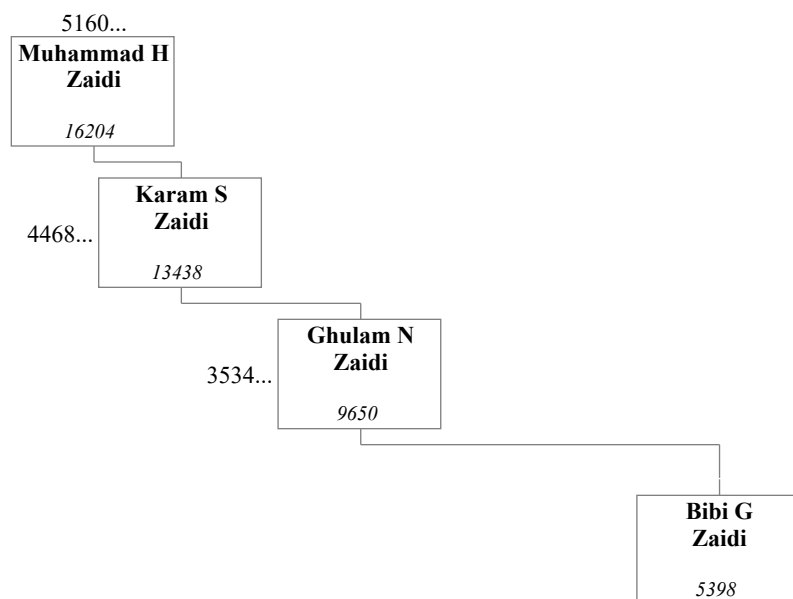 5160...
Muhammad H
Zaidi
16204
Karam S
Zaidi
4468...
13438
Ghulam N
Zaidi
3534...
9650
Bibi G
Zaidi
5398